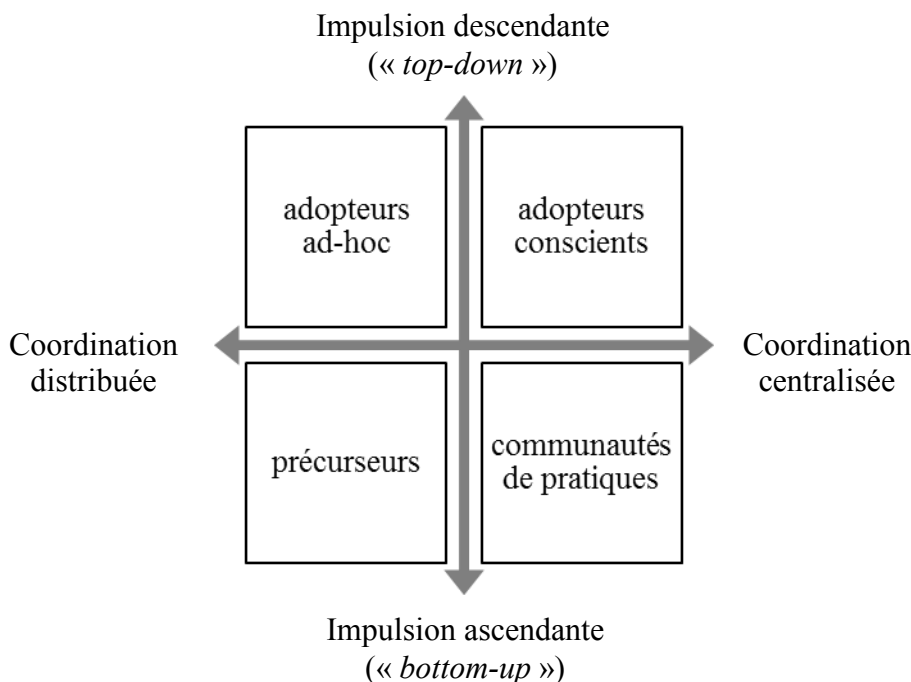 Impulsion descendante
(« top-down »)
adopteurs
ad-hoc
adopteurs
conscients
Coordination
distribuée
Coordination
centralisée
précurseurs
communautés
de pratiques
Impulsion ascendante
(« bottom-up »)